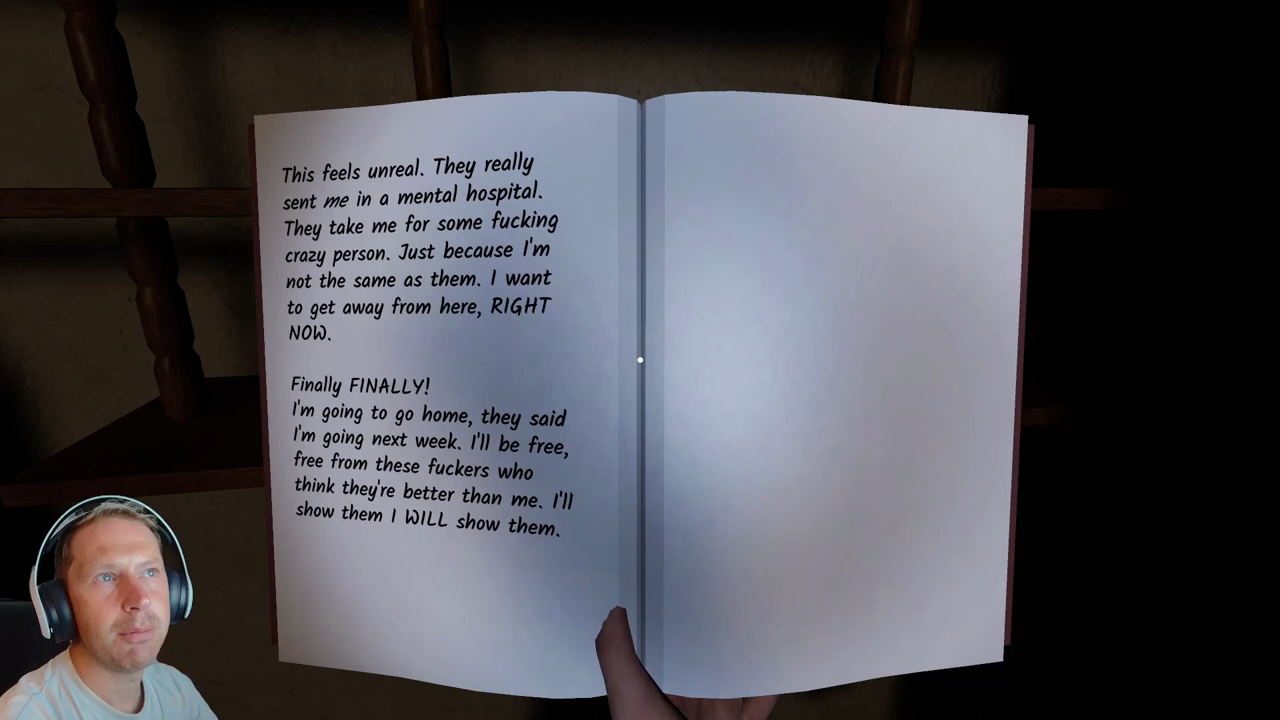 This feels unreal. They really
sent me in a mental hospital.
They take me for some fucking
crazy person. Just because I'm
not the same as them. I want
to get away from here, RIGHT
NOW.
Finally FINALLY!
I'm going to go home, they said
I'm going next week. I'll be free,
free from these fuckers who
think they're better than me. I'll
show them I WILL show them.